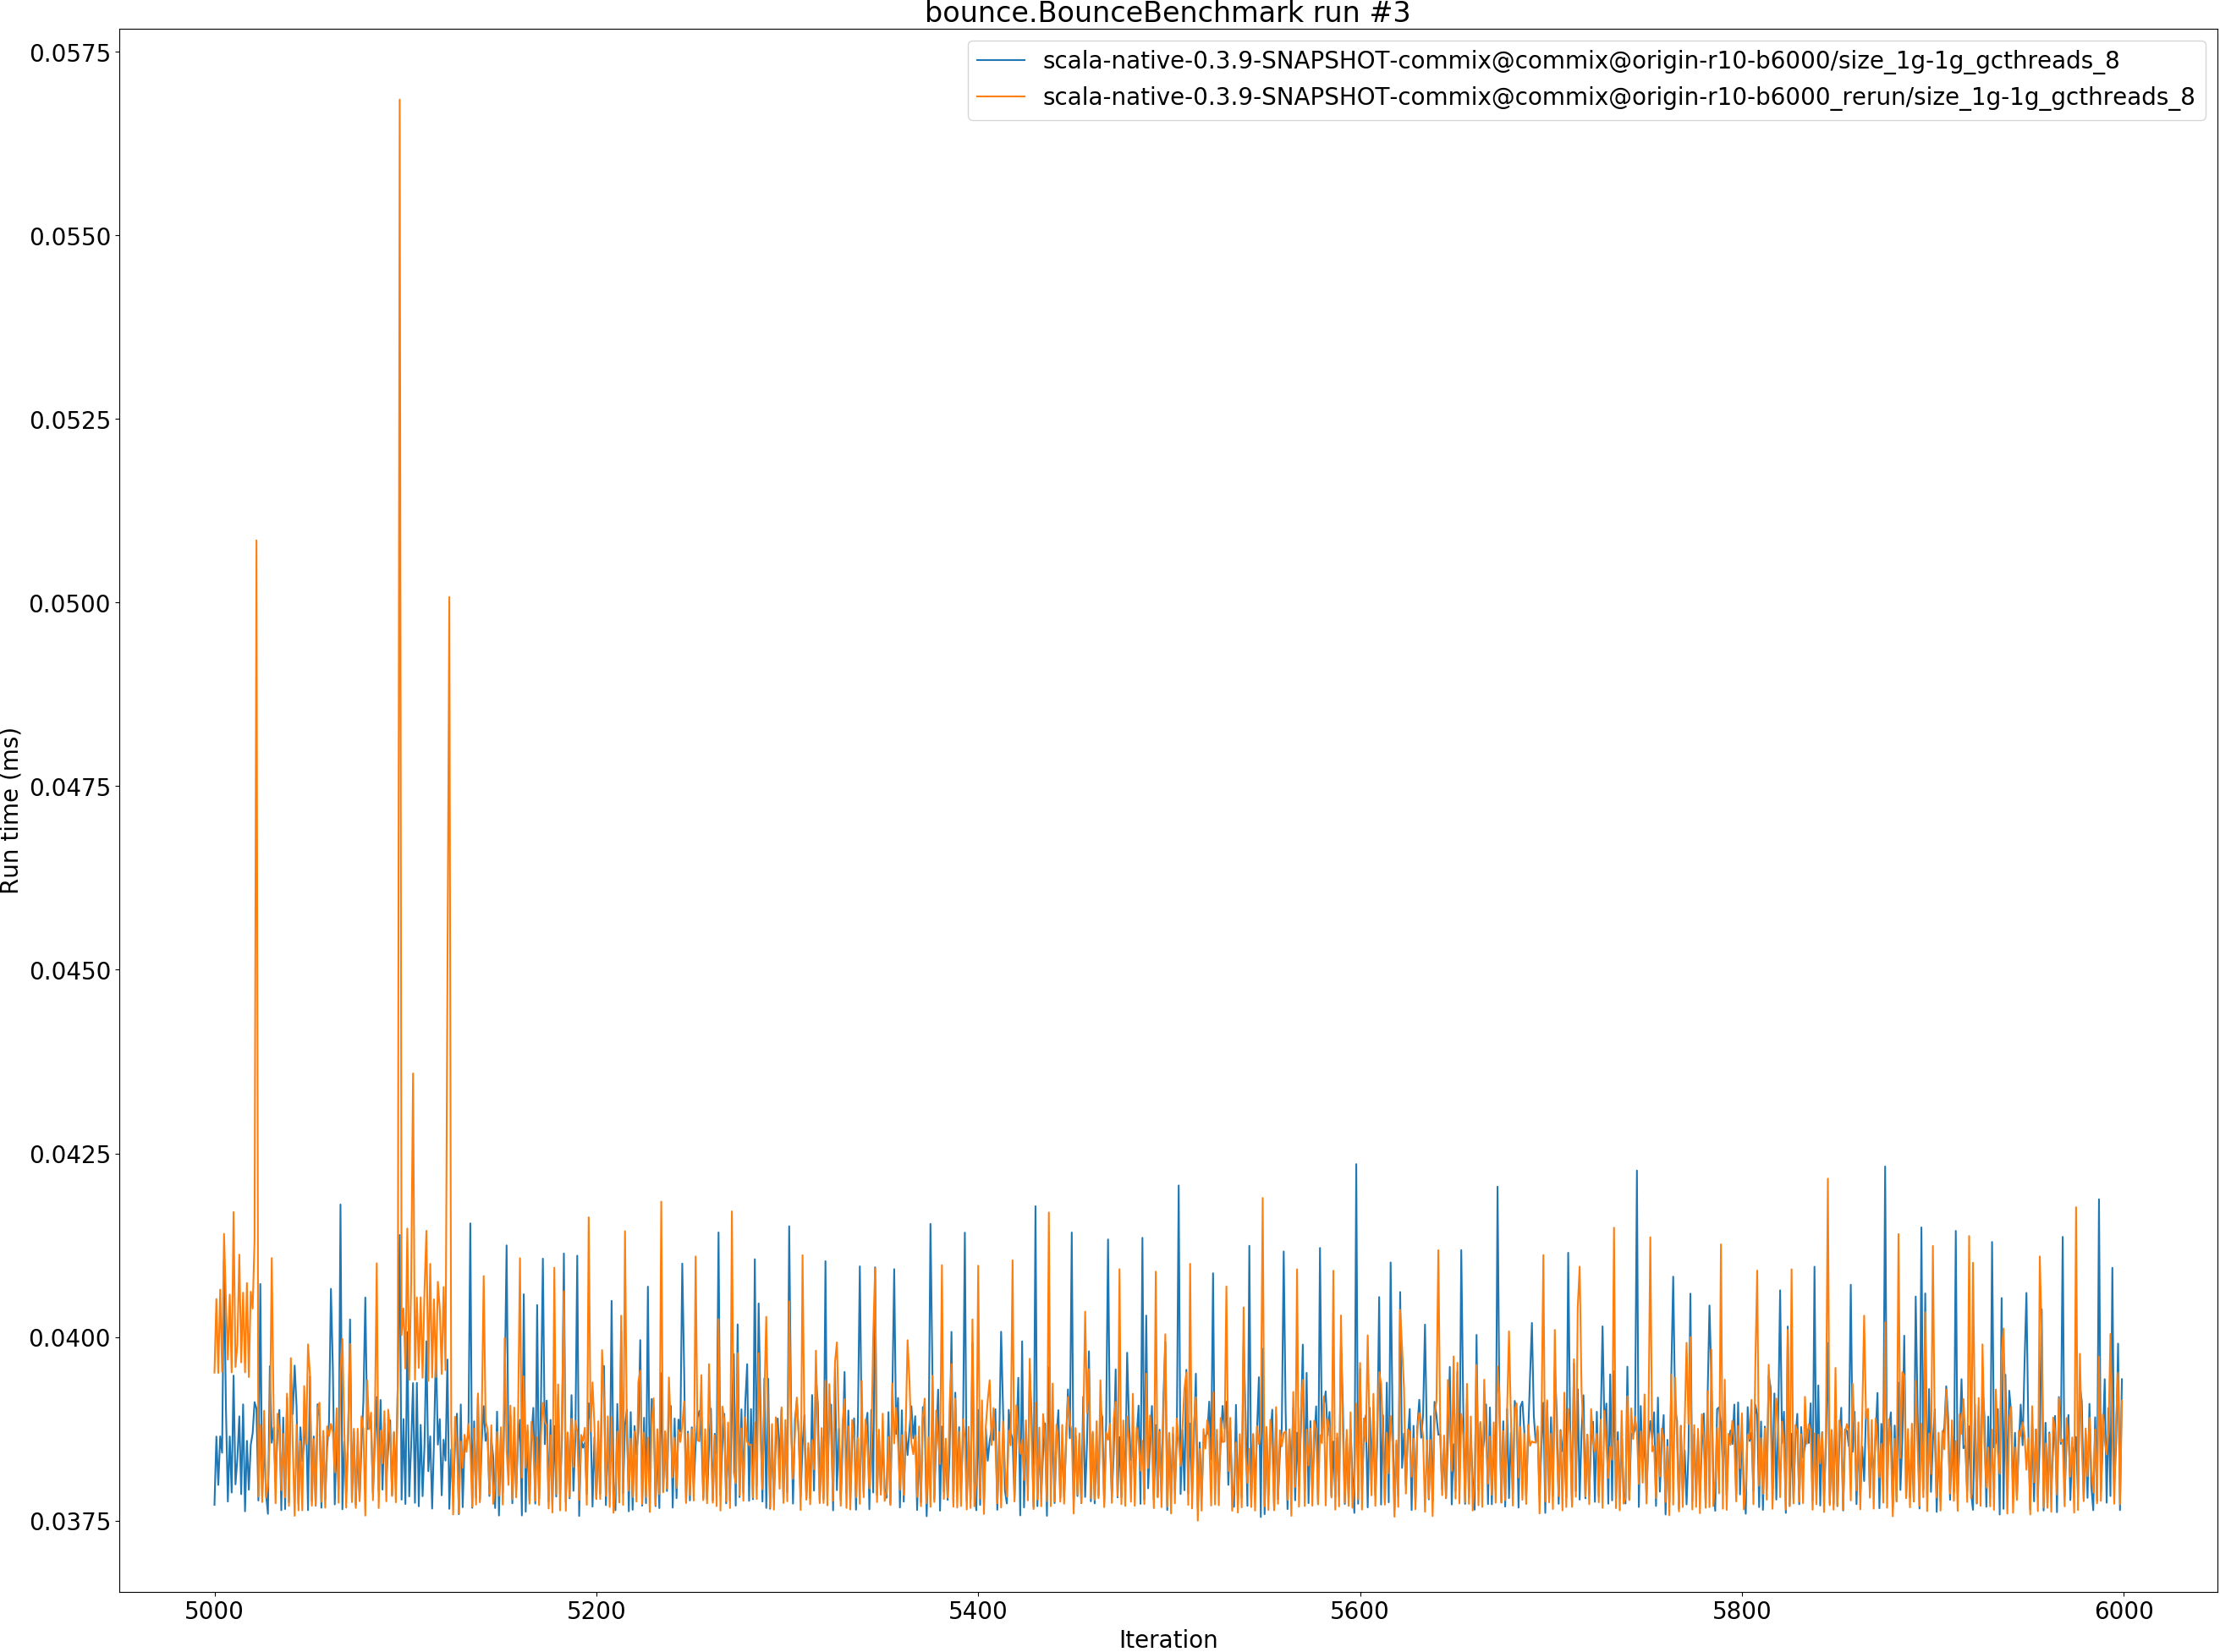 bounce.BounceBenchmark run #3
scala-native-0.3.9-SNAPSHOT-commix@commix@origin-r10-b6000/size_1g-1g_gcthreads_8
scala-native-0.3.9-SNAPSHOT-commix@commix@origin-r10-b6000_rerun/size_1g-1g_gcthreads_8
Run time (ms)
0.0575
0.0550
0.0525
0.0500
0.0475
0.0450
0.0425
0.0400
0.0375
5000 5200 5400 5600 5800 6000
Iteration